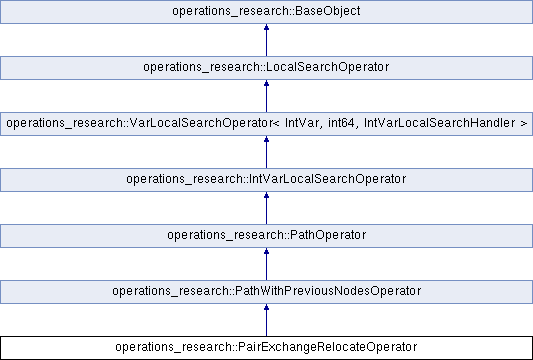 operations_research::BaseObject
operations_research::LocalSearchOperator
operations_research::VarLocalSearchOperator< IntVar, int64, IntVarLocalSearchHandler >
operations_research::IntVarLocalSearchOperator
operations_research::PathOperator
operations_research::PathWithPreviousNodesOperator
operations_research::PairExchangeRelocateOperator